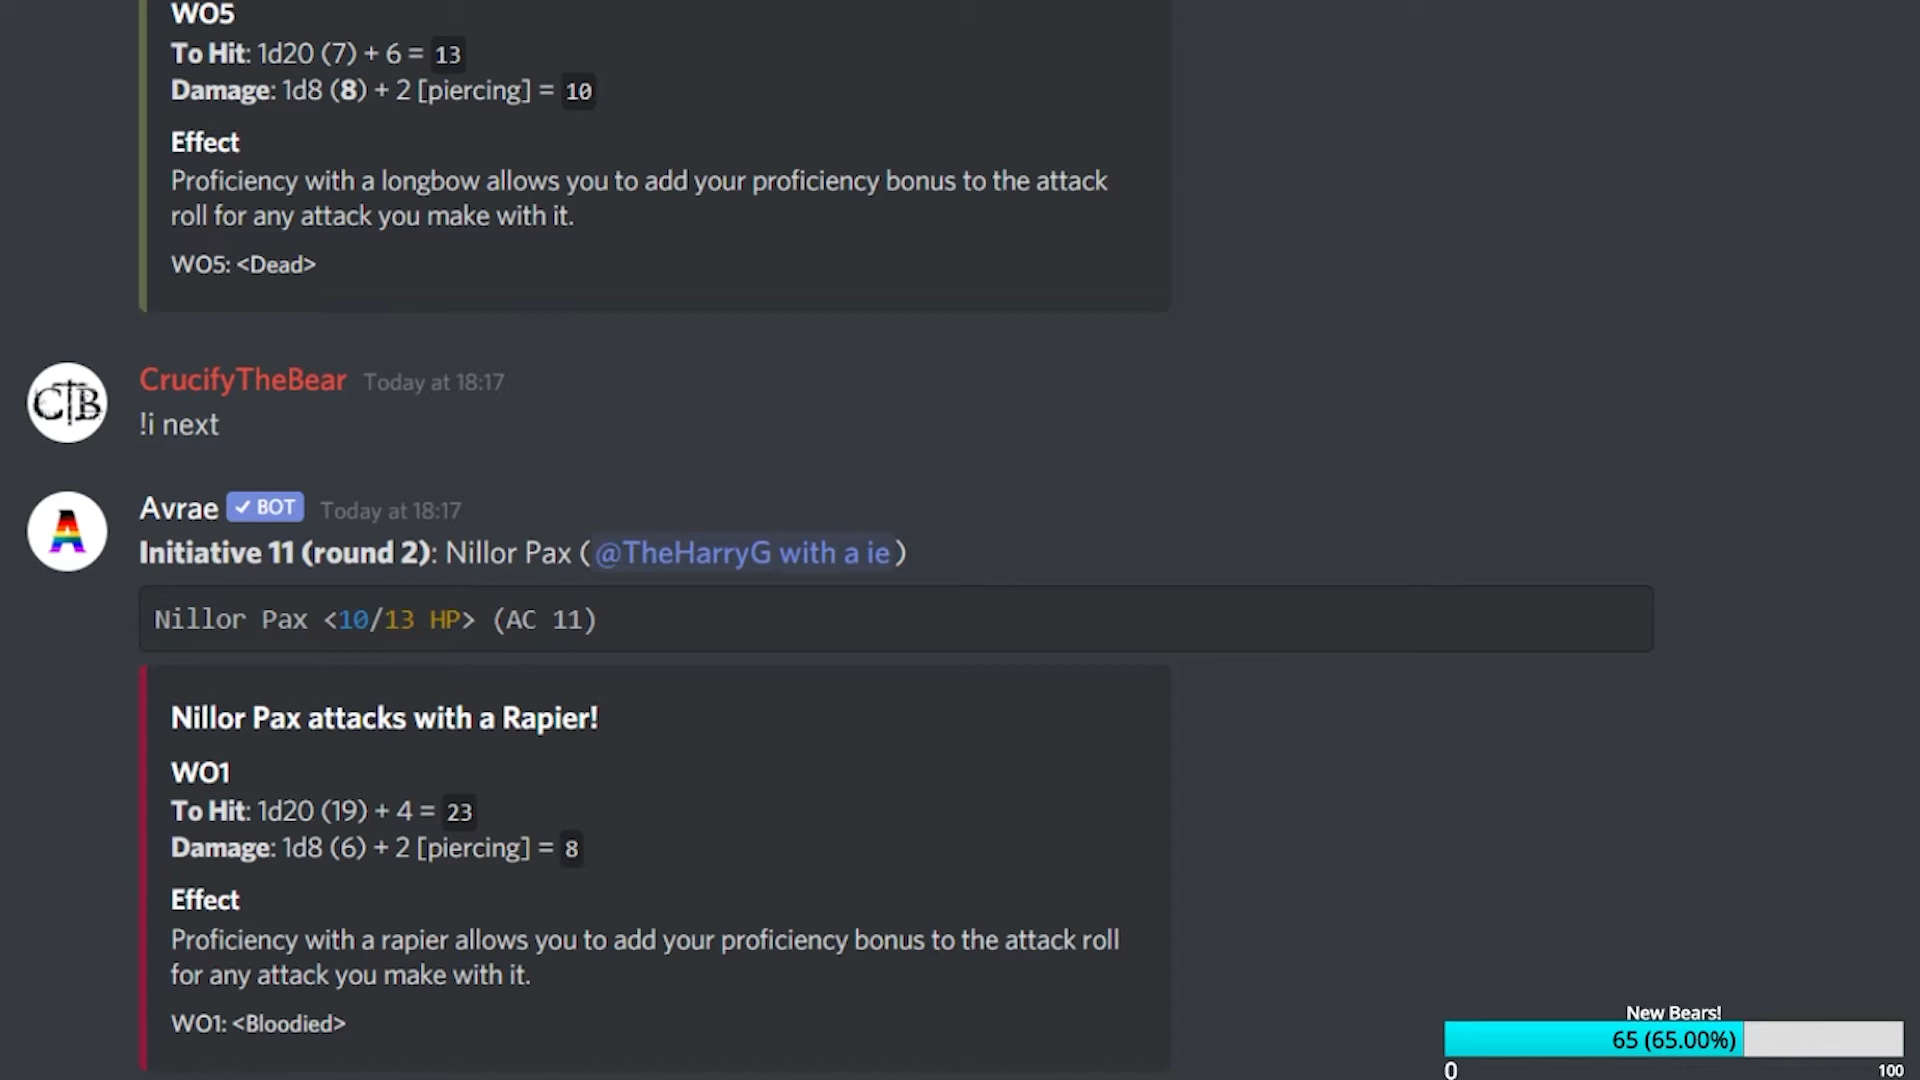 WO5
To Hit: 1d20 (7) + 6 = 13
Damage: 1d8 (8) + 2 [piercing] = 10
Effect
Proficiency with a longbow allows you to add your proficiency bonus to the attack
roll for any attack you make with it.
WO5: <Dead>
CTB
CrucifyTheBear Today at 18:17
!i next
A
Avrae ✓ BOT Today at 18:17
Initiative 11 (round 2): Nillor Pax (@TheHarryG with a ie)
Nillor Pax <10/13 HP> (AC 11)
Nillor Pax attacks with a Rapier!
WO1
To Hit: 1d20 (19) + 4 = 23
Damage: 1d8 (6) + 2 [piercing] = 8
Effect
Proficiency with a rapier allows you to add your proficiency bonus to the attack roll
for any attack you make with it.
WO1: <Bloodied>
New Bears!
65 (65.00%)
0 100